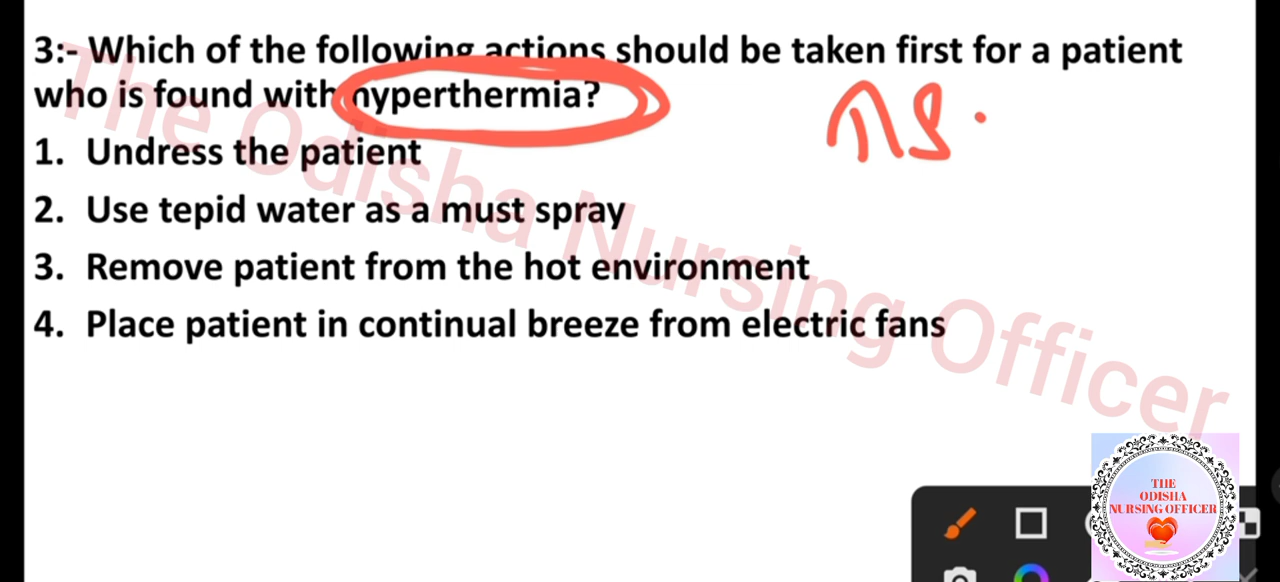 3:- Which of the following actions should be taken first for a patient
who is found with hyperthermia?
1. Undress the patient
2. Use tepid water as a must spray
3. Remove patient from the hot environment
4. Place patient in continual breeze from electric fans
The Odisha Nursing Officer
THE
ODISHA
NURSING OFFICER